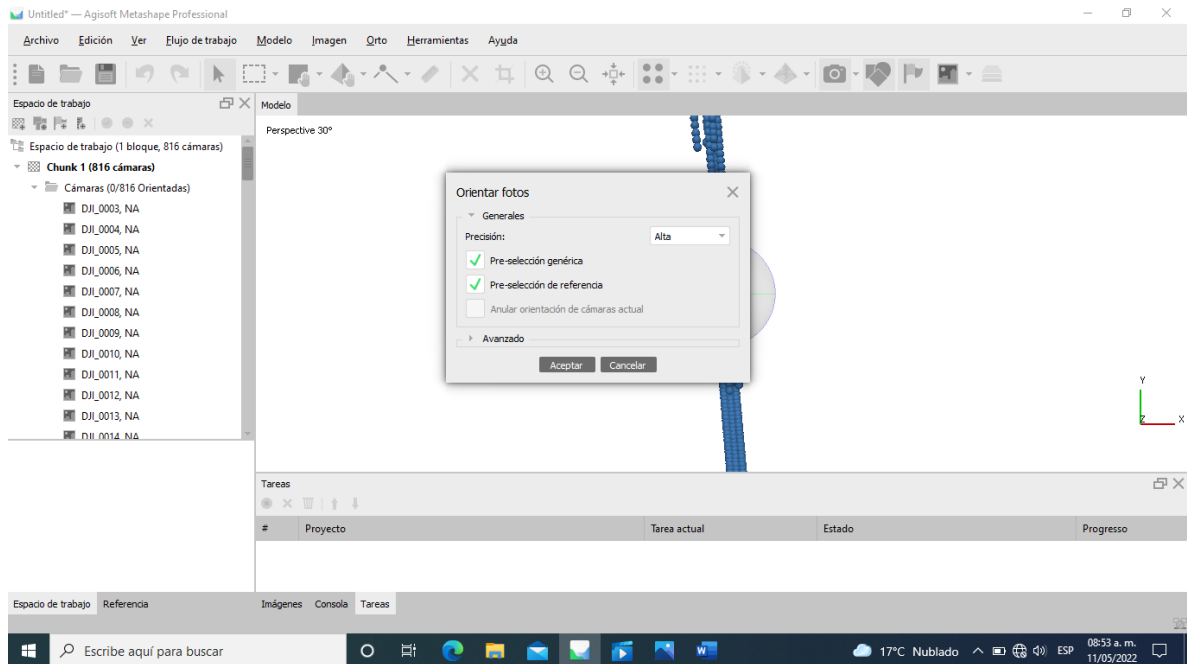 Untitled* — Agisoft Metashape Professional
Archivo Edición Ver Flujo de trabajo Modelo Imagen Orto Herramientas Ayuda
Espacio de trabajo
Espacio de trabajo (1 bloque, 816 cámaras)
Chunk 1 (816 cámaras)
Cámaras (0/816 Orientadas)
DJI_0003, NA
DJI_0004, NA
DJI_0005, NA
DJI_0006, NA
DJI_0007, NA
DJI_0008, NA
DJI_0009, NA
DJI_0010, NA
DJI_0011, NA
DJI_0012, NA
DJI_0013, NA
DJI_0014, NA
Modelo
Perspective 30°
Orientar fotos
Generales
Precisión: Alta
Pre-selección genérica
Pre-selección de referencia
Anular orientación de cámaras actual
Avanzado
Aceptar Cancelar
Y
Z X
Tareas
# Proyecto Tarea actual Estado Progresso
Espacio de trabajo Referencia Imágenes Consola Tareas
Escribe aquí para buscar
17°C Nublado ESP
08:53 a. m.
11/05/2022